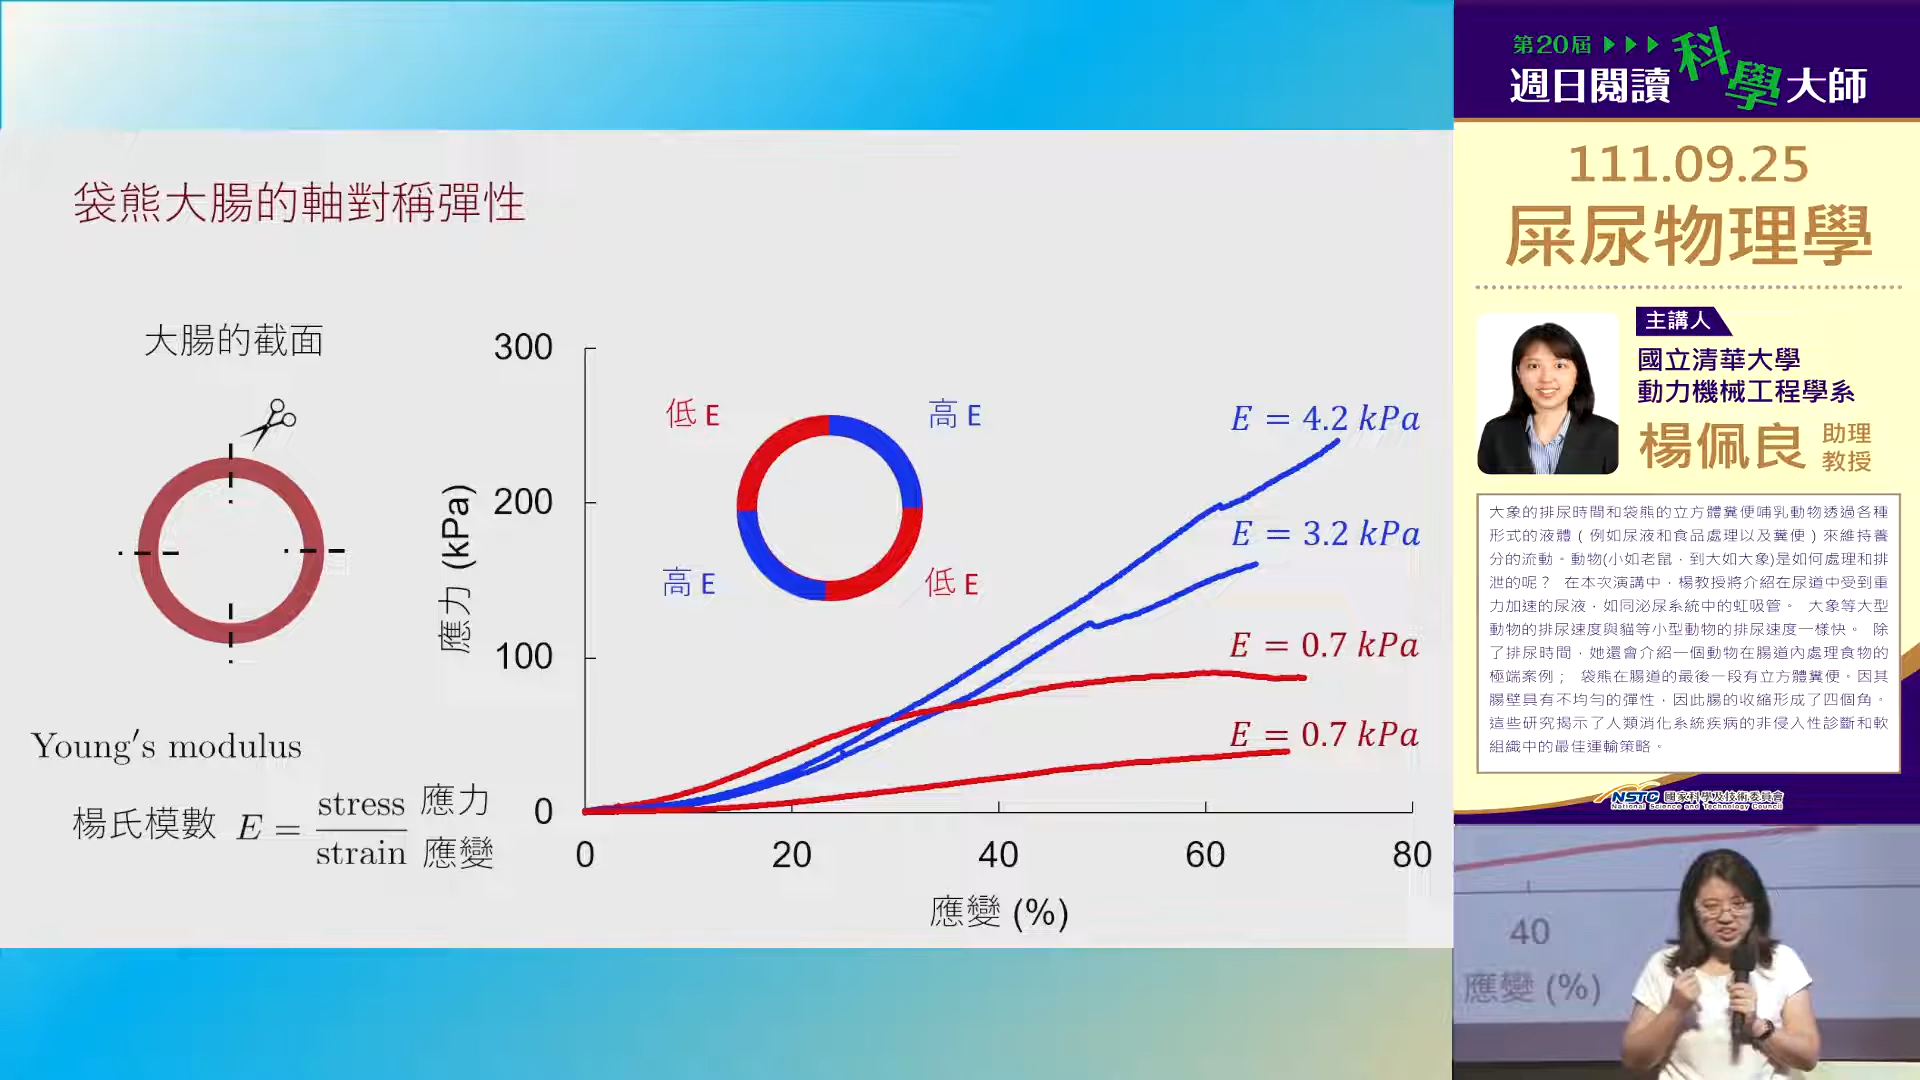 袋熊大腸的軸對稱彈性
大腸的截面
Young's modulus
楊氏模數 E = stress 應力
strain 應變
300
200
100
0
應力 (kPa)
0 20 40 60 80
應變 (%)
低 E
高 E
高 E
低 E
E = 4.2 kPa
E = 3.2 kPa
E = 0.7 kPa
E = 0.7 kPa
第20屆
週日閱讀科學大師
111.09.25
屎尿物理學
主講人
國立清華大學
動力機械工程學系
楊佩良 助理
教授
大象的排尿時間和袋熊的立方體糞便哺乳動物透過各種
形式的液體（例如尿液和食品處理以及糞便）來維持養
分的流動。動物(小如老鼠，到大如大象)是如何處理和排
泄的呢？ 在本次演講中，楊教授將介紹在尿道中受到重
力加速的尿液，如同泌尿系統中的虹吸管。 大象等大型
動物的排尿速度與貓等小型動物的排尿速度一樣快。 除
了排尿時間，她還會介紹一個動物在腸道內處理食物的
極端案例； 袋熊在腸道的最後一段有立方體糞便。因其
腸壁具有不均勻的彈性，因此腸的收縮形成了四個角。
這些研究揭示了人類消化系統疾病的非侵入性診斷和軟
組織中的最佳運輸策略。
NSTC 國家科學及技術委員會
National Science and Technology Council
40
應變 (%)